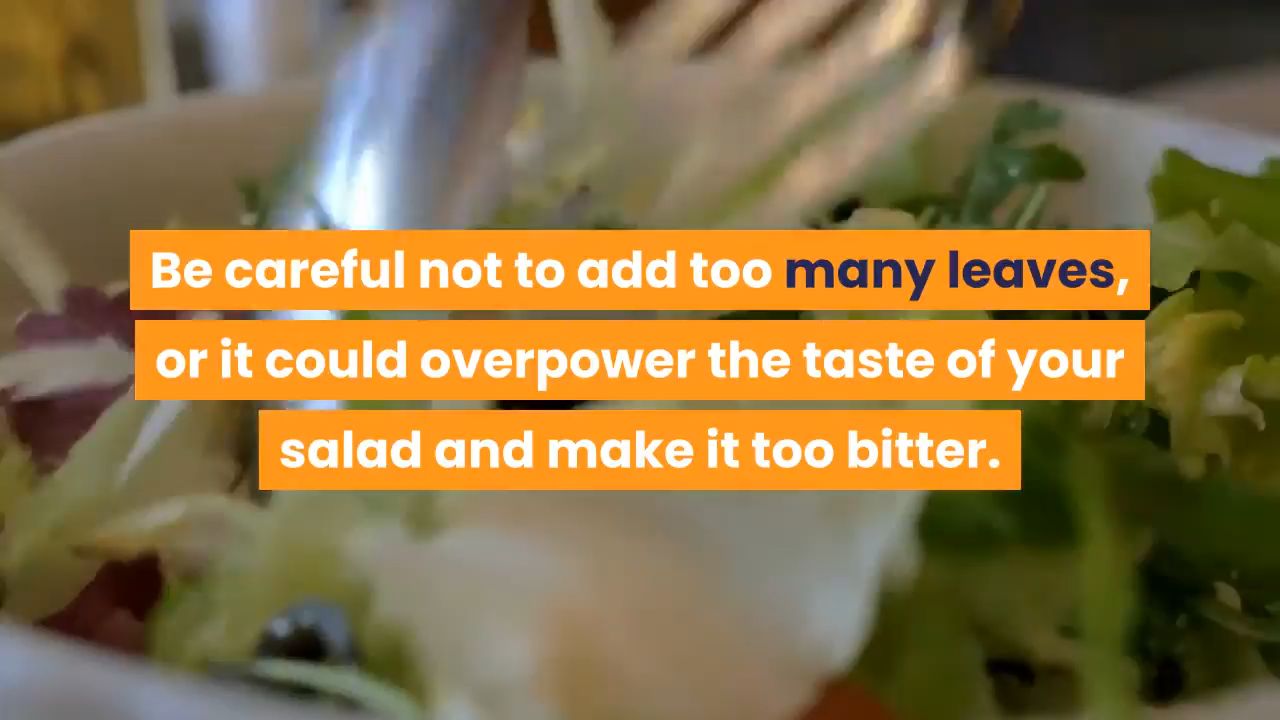 Be careful not to add too many leaves,
or it could overpower the taste of your
salad and make it too bitter.